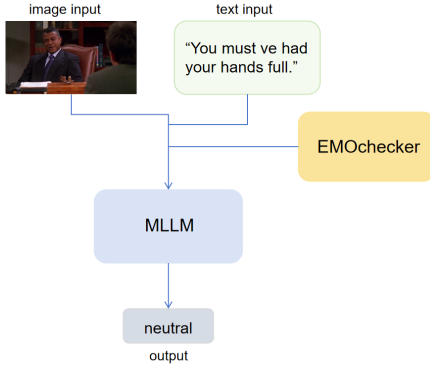 image input
text input
“You must ve had
your hands full.”
EMOchecker
MLLM
neutral
output